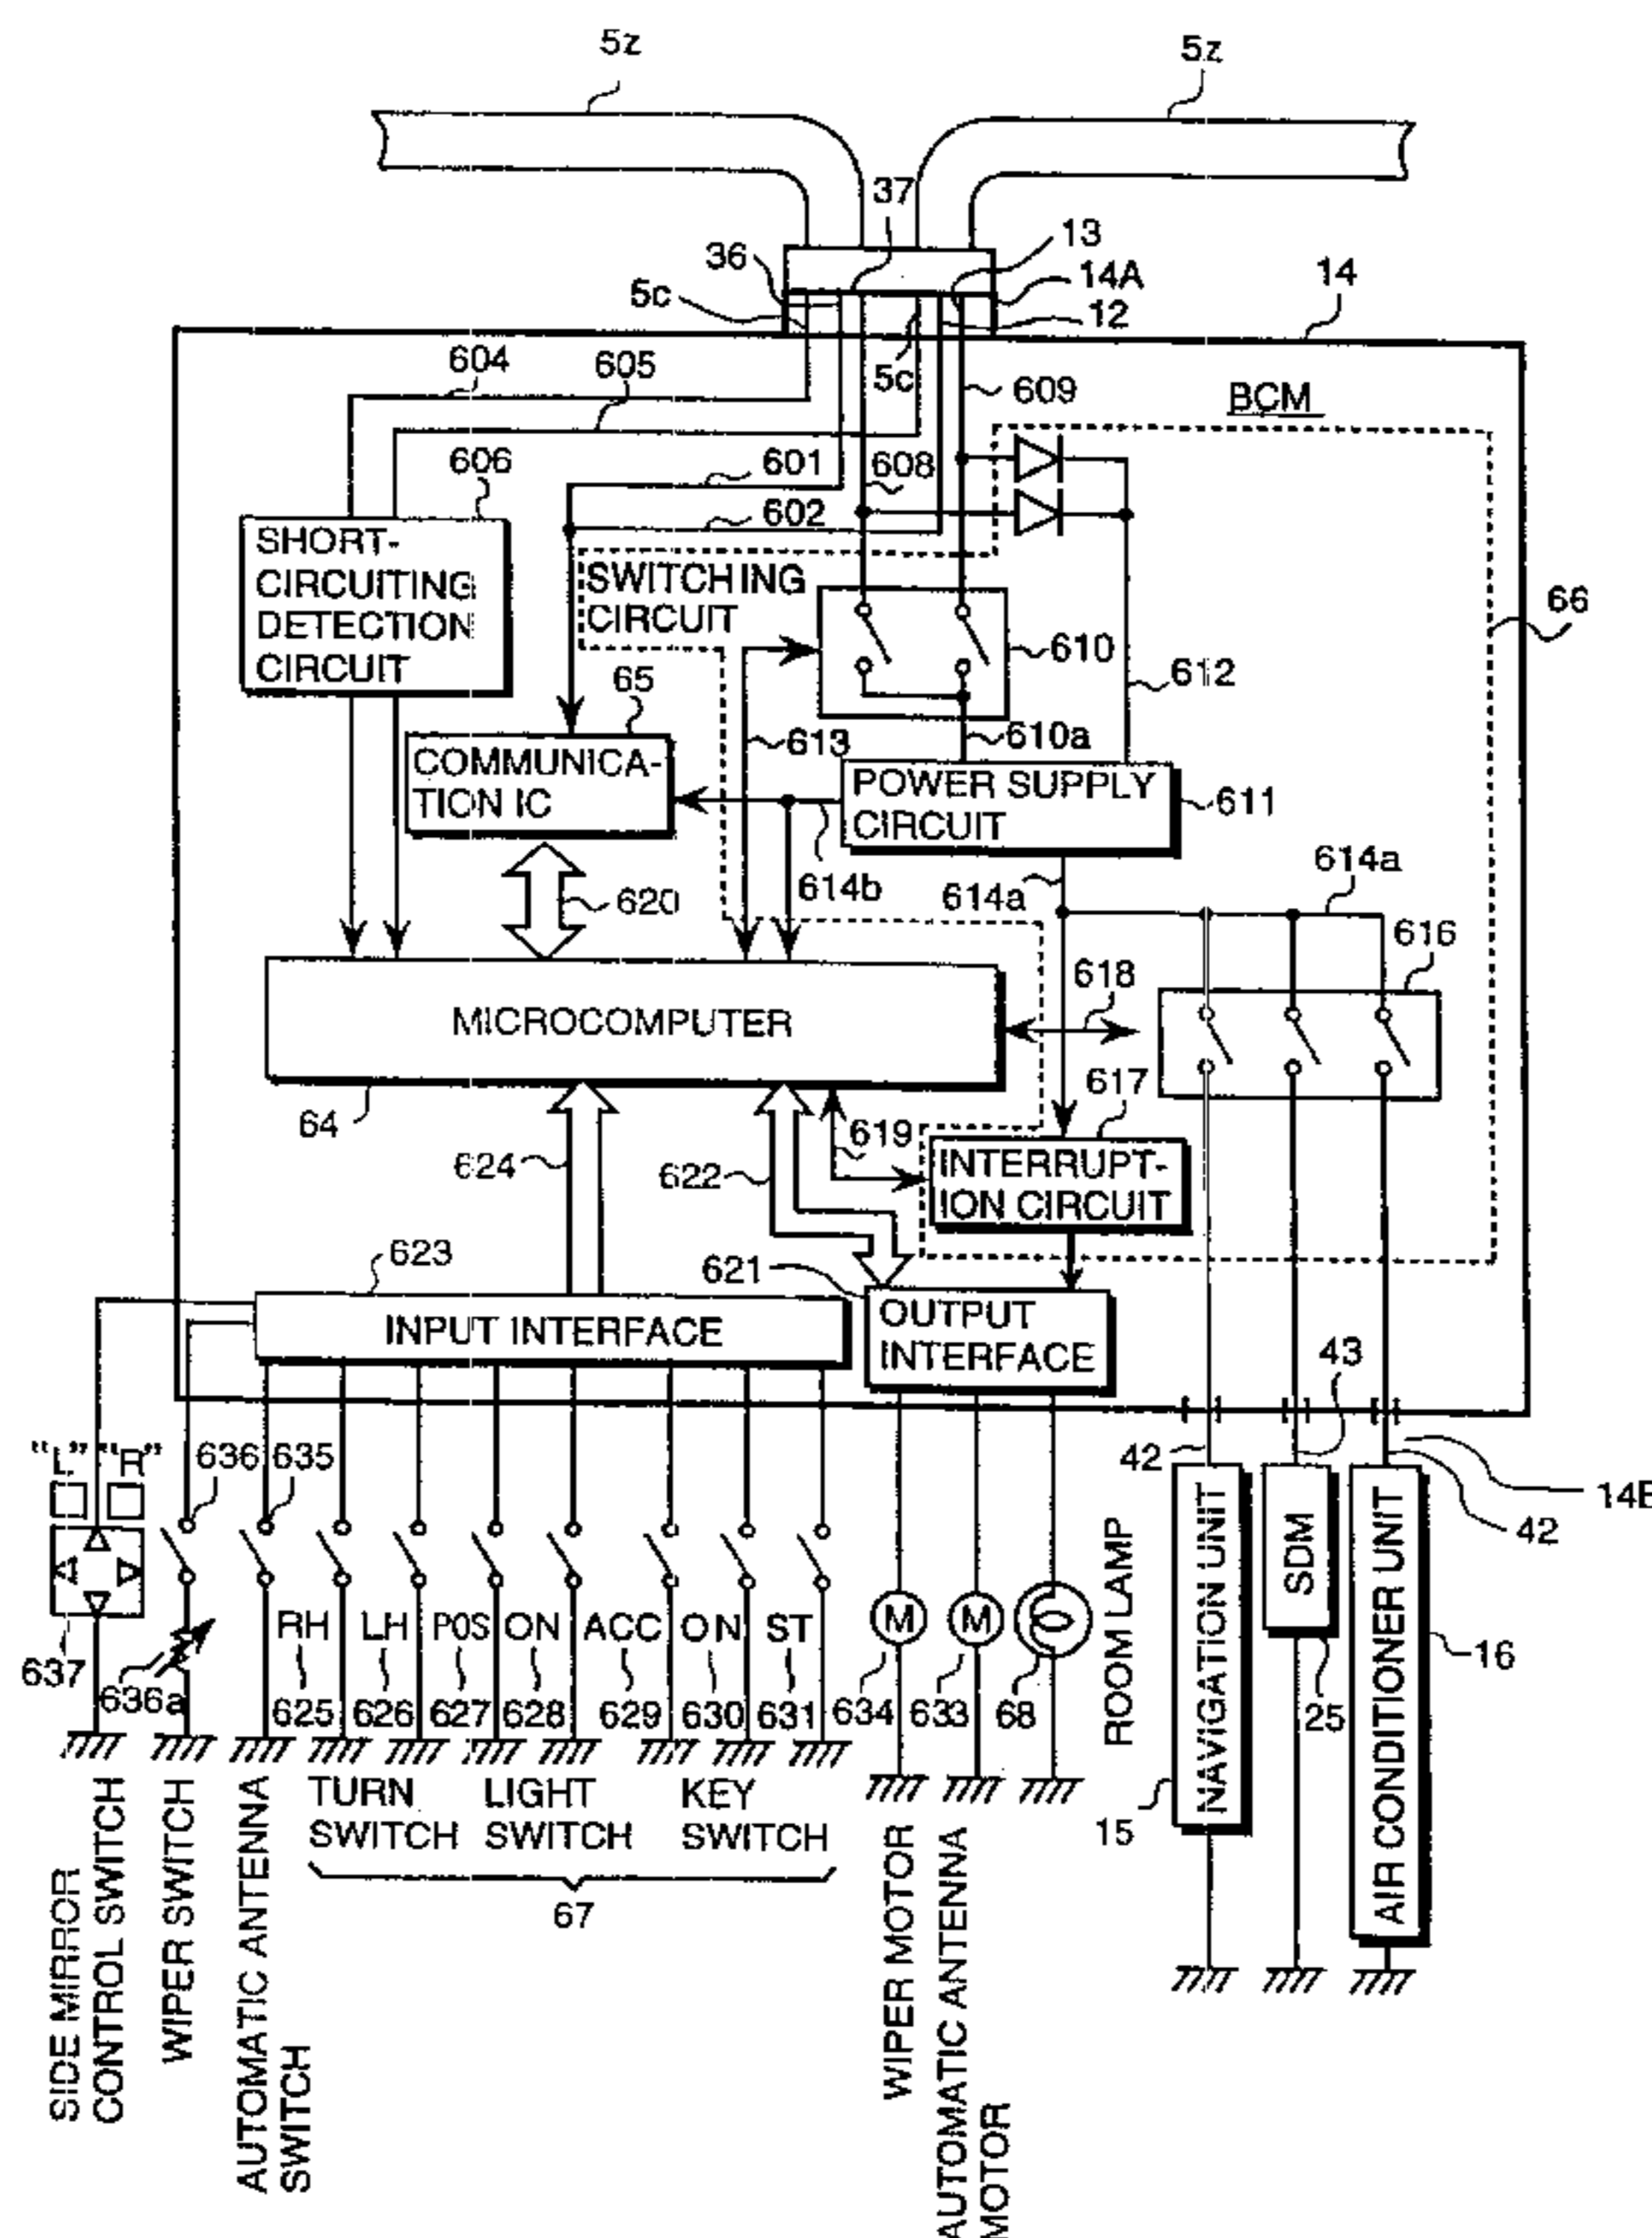 5z
5z
37
13
36
14A
14
5c
12
604
605
5c
609
BCM
606
601
608
602
SHORT-
CIRCUITING
DETECTION
CIRCUIT
SWITCHING
CIRCUIT
66
610
65
612
613
610a
COMMUNICA-
TION IC
POWER SUPPLY
CIRCUIT
611
614b
614a
614a
620
616
618
MICROCOMPUTER
617
64
619
624
622
INTERRUPT-
ION CIRCUIT
623
621
INPUT INTERFACE
OUTPUT
INTERFACE
43
"L" "R"
636
635
42
14B
42
RH
LH
POS
ON
ACC
ON
ST
M
M
637
636a
625
626
627
628
629
630
631
634
633
68
ROOM LAMP
NAVIGATION UNIT
SDM
AIR CONDITIONER UNIT
16
25
15
SIDE MIRROR
CONTROL SWITCH
WIPER SWITCH
AUTOMATIC ANTENNA
SWITCH
TURN
SWITCH
LIGHT
SWITCH
KEY
SWITCH
67
WIPER MOTOR
AUTOMATIC ANTENNA
MOTOR